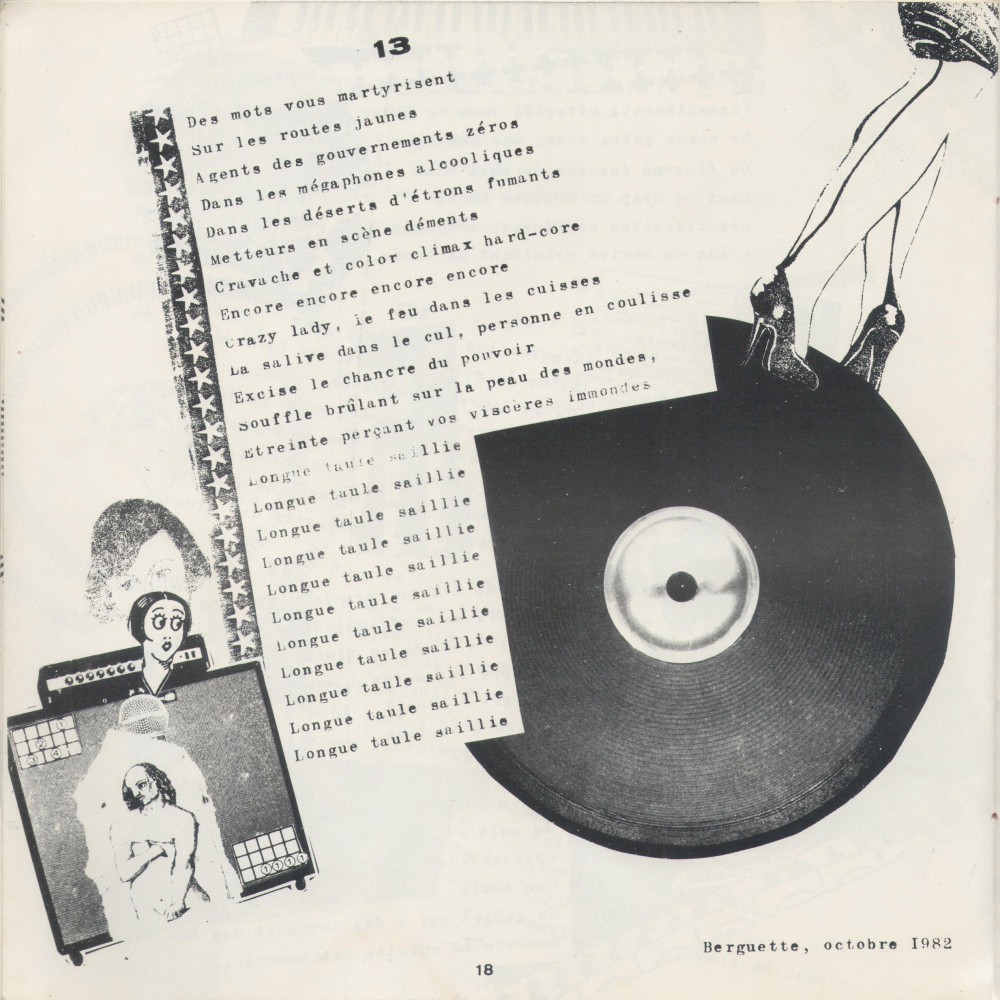 13
Des mots vous martyrisent
Sur les routes jaunes
Agents des gouvernements zéros
Dans les mégaphones alcooliques
Dans les déserts d'étrons fumants
Metteurs en scène déments
Cravache et color climax hard-core
Encore encore encore encore
Crazy lady, le feu dans les cuisses
La salive dans le cul, personne en coulisse
Excise le chancre du pouvoir
Souffle brûlant sur la peau des mondes,
Etreinte perçant vos viscères immondes
Longue taule saillie
Longue taule saillie
Longue taule saillie
Longue taule saillie
Longue taule saillie
Longue taule saillie
Longue taule saillie
Longue taule saillie
Longue taule saillie
Longue taule saillie
Longue taule saillie
Berguette, octobre I982
18